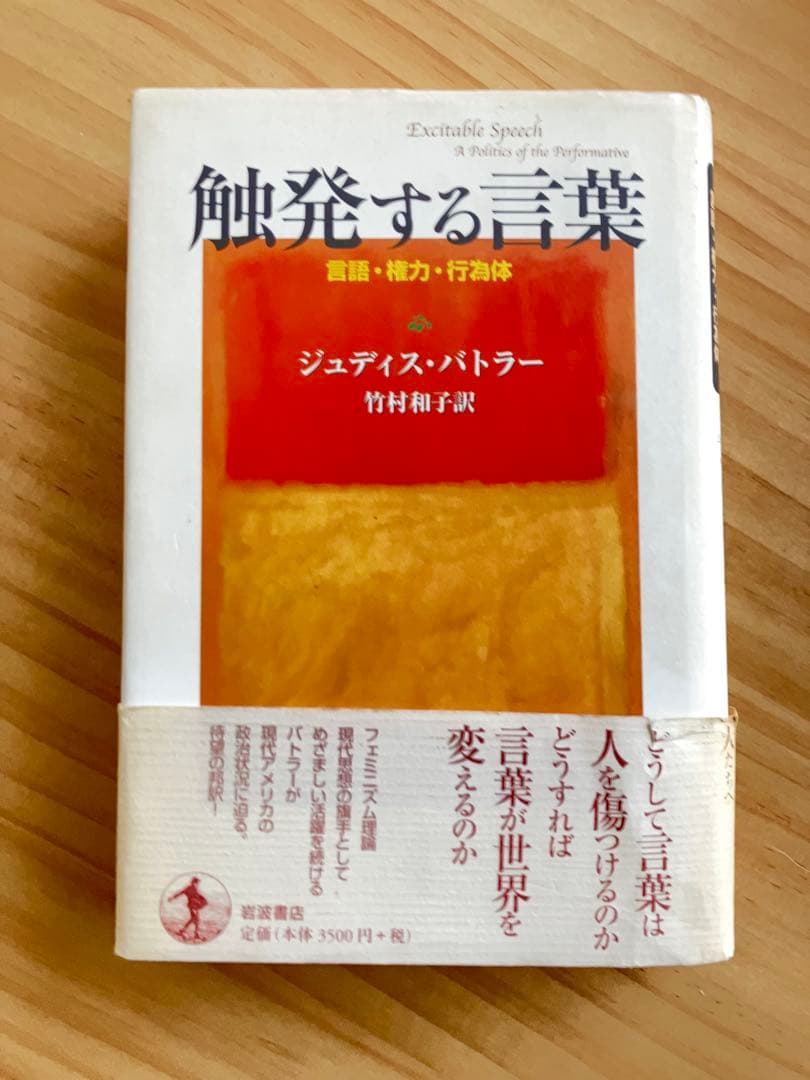 Excitable Speech
A Politics of the Performative
触発する言葉
言語・権力・行為体
ジュディス・バトラー
竹村和子訳
どうして言葉は
人を傷つけるのか
どうすれば
言葉が世界を
変えるのか
フェミニズム理論
現代思想の旗手として
めざましい活躍を続ける
バトラーが
現代アメリカの
政治状況に迫る。
待望の邦訳!
岩波書店
定価(本体 3500円+税)